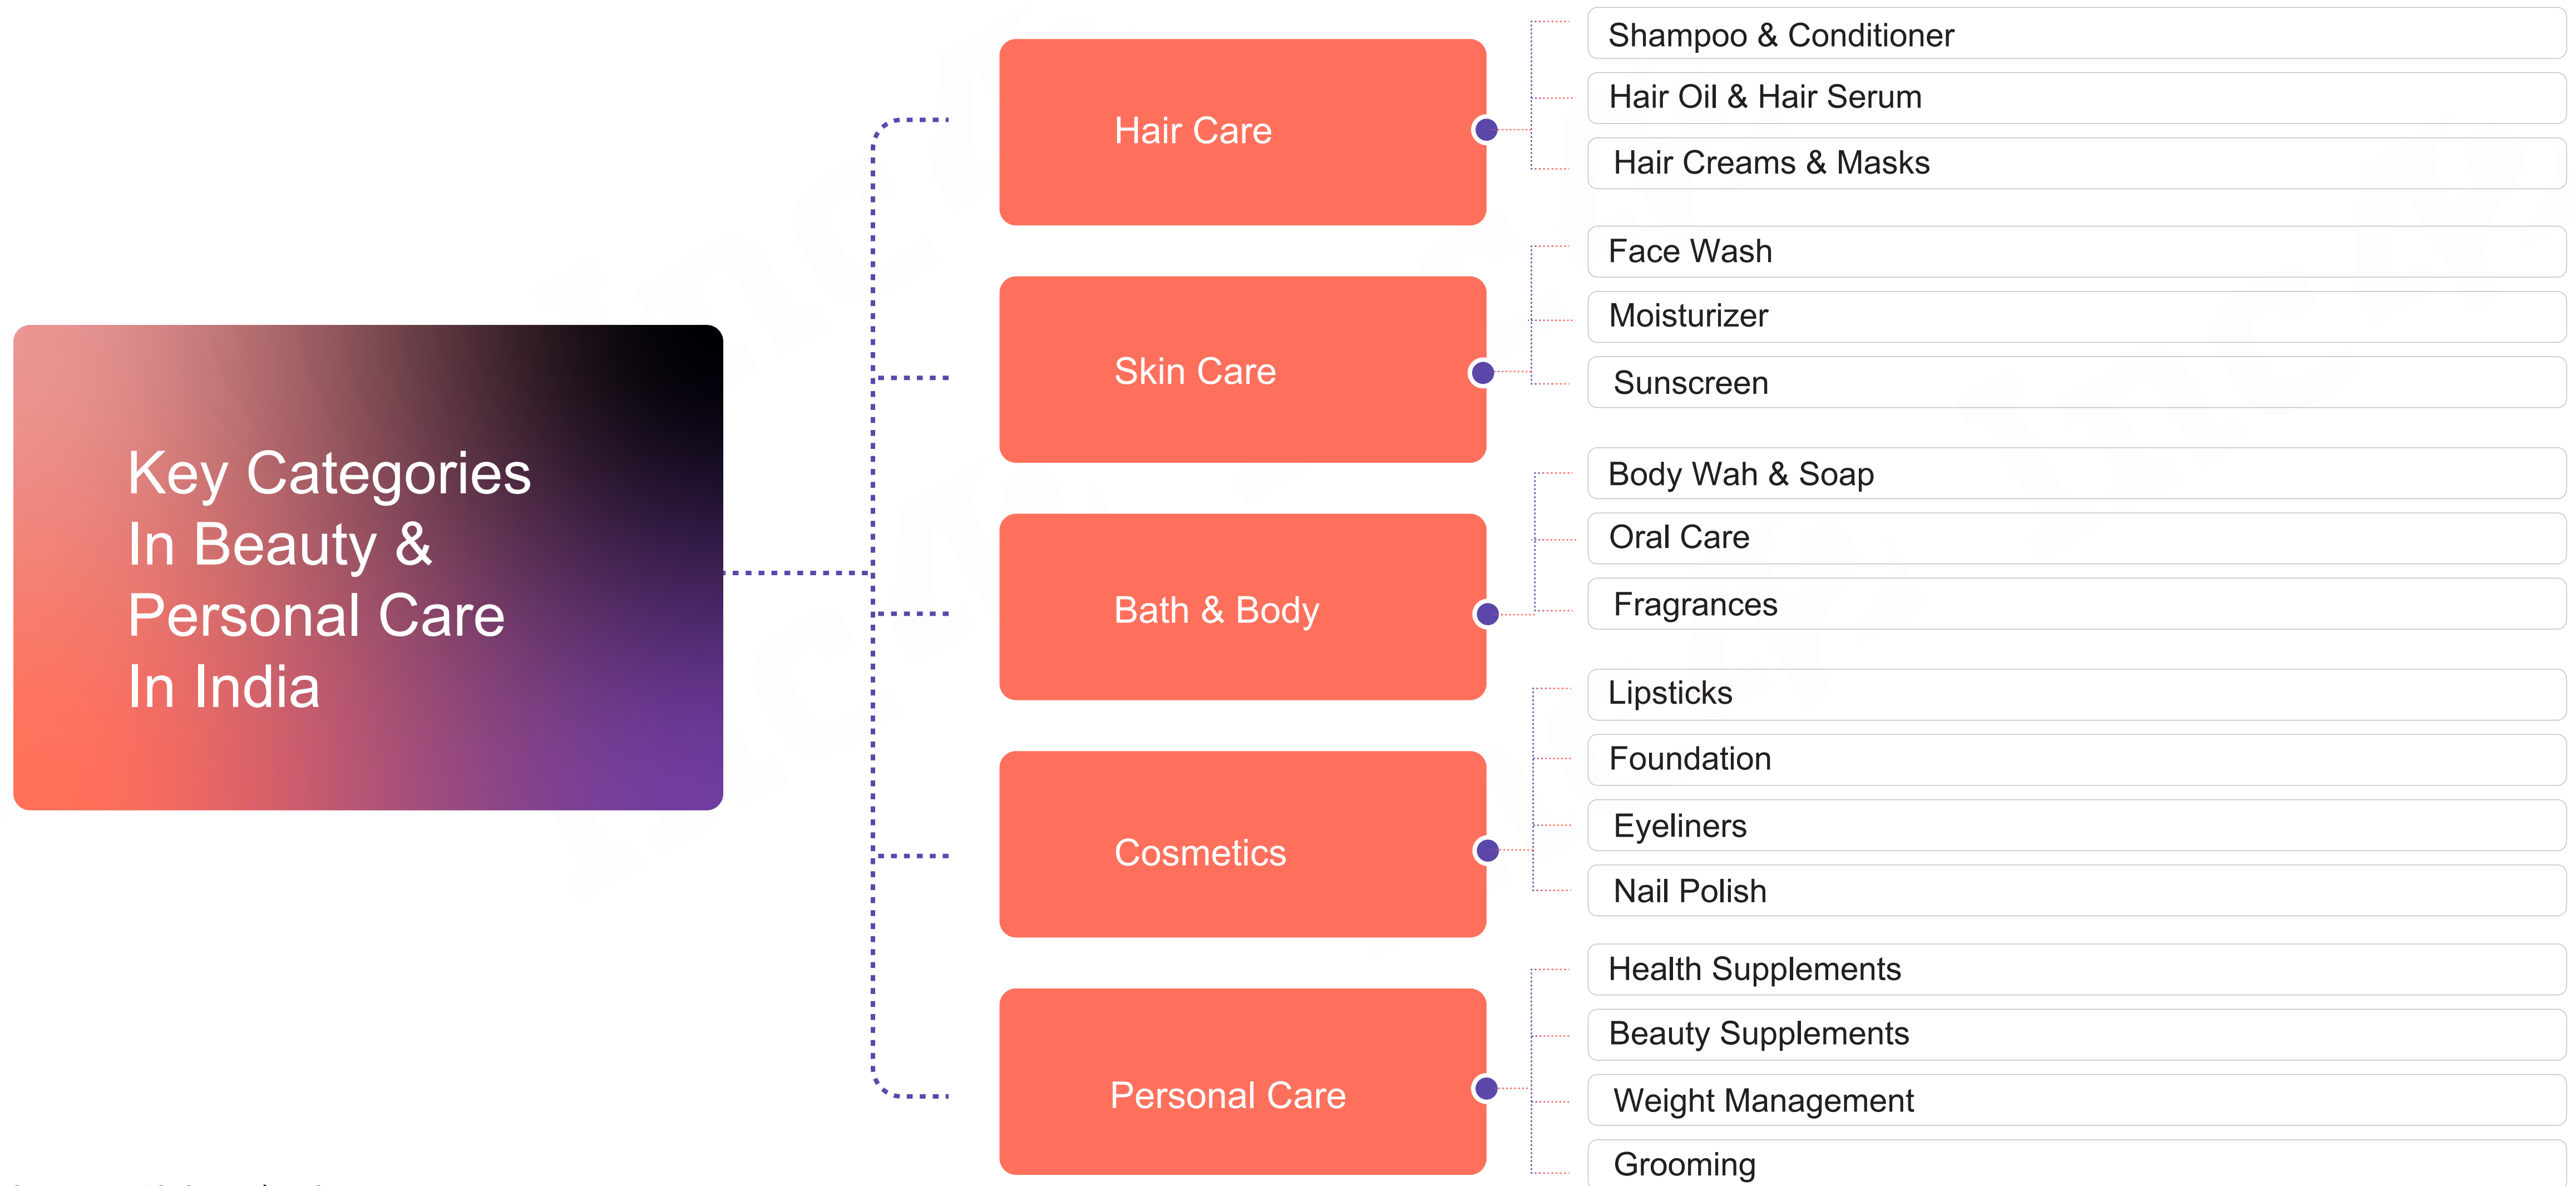 Key Categories
In Beauty &
Personal Care
In India
Hair Care
Shampoo & Conditioner
Hair Oil & Hair Serum
Hair Creams & Masks
Skin Care
Face Wash
Moisturizer
Sunscreen
Bath & Body
Body Wah & Soap
Oral Care
Fragrances
Cosmetics
Lipsticks
Foundation
Eyeliners
Nail Polish
Personal Care
Health Supplements
Beauty Supplements
Weight Management
Grooming